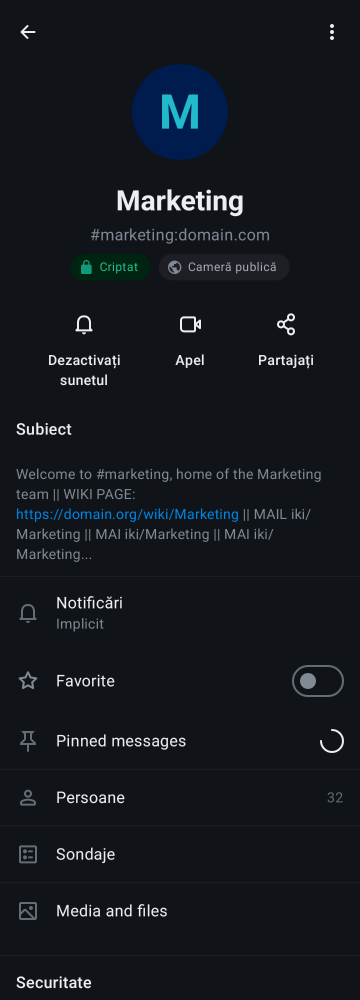 M
Marketing
#marketing:domain.com
Criptat
Cameră publică
Dezactivați
sunetul
Apel
Partajați
Subiect
Welcome to #marketing, home of the Marketing
team || WIKI PAGE:
https://domain.org/wiki/Marketing || MAIL iki/
Marketing || MAI iki/Marketing || MAI iki/
Marketing...
Notificări
Implicit
Favorite
Pinned messages
Persoane
32
Sondaje
Media and files
Securitate